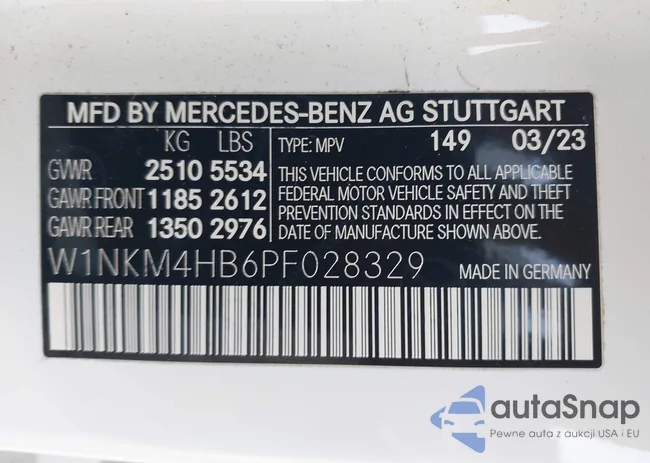 MFD BY MERCEDES-BENZ AG STUTTGART
KG LBS TYPE: MPV 149 03/23
GVWR 2510 5534
GAWR FRONT 1185 2612
GAWR REAR 1350 2976
THIS VEHICLE CONFORMS TO ALL APPLICABLE
FEDERAL MOTOR VEHICLE SAFETY AND THEFT
PREVENTION STANDARDS IN EFFECT ON THE
DATE OF MANUFACTURE SHOWN ABOVE.
W1NKM4HB6PF028329
MADE IN GERMANY
autaSnap
Pewne auta z aukcji USA i EU